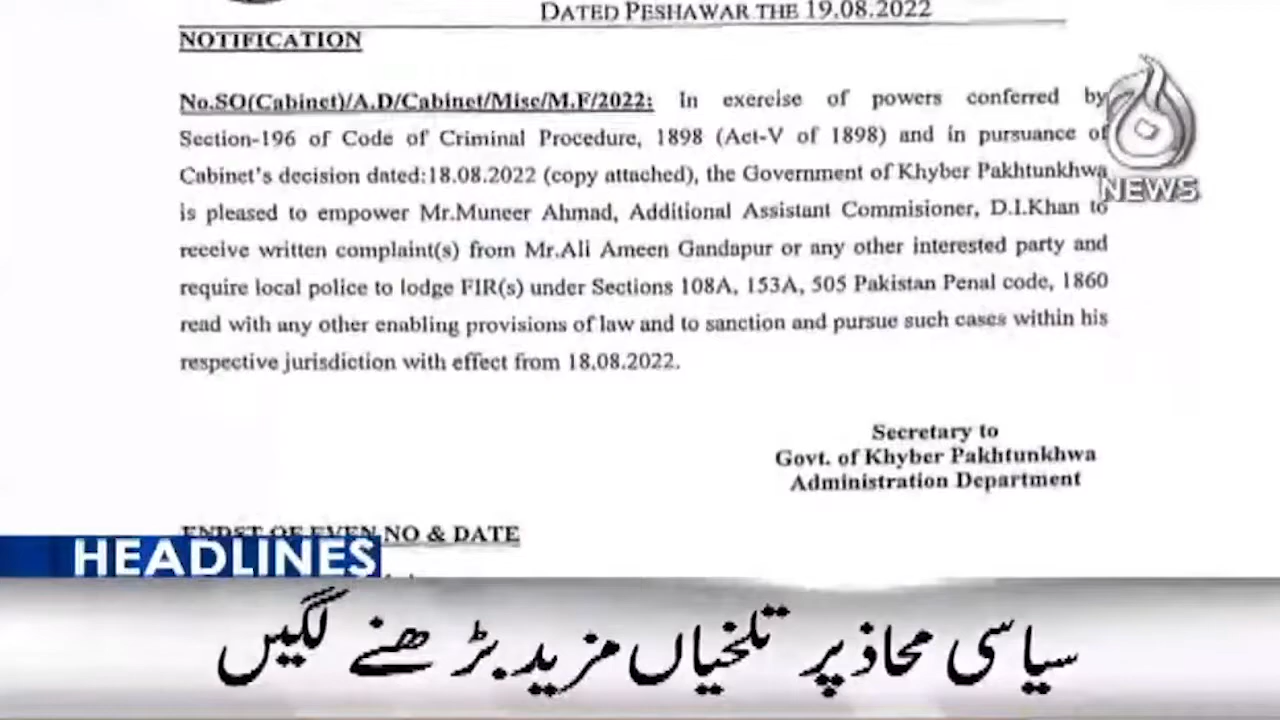 DATED PESHAWAR THE 19.08.2022
NOTIFICATION
No.SO(Cabinet)/A.D/Cabinet/Misc/M.F/2022: In exercise of powers conferred by
Section-196 of Code of Criminal Procedure, 1898 (Act-V of 1898) and in pursuance of
Cabinet's decision dated:18.08.2022 (copy attached), the Government of Khyber Pakhtunkhwa
is pleased to empower Mr.Muneer Ahmad, Additional Assistant Commisioner, D.I.Khan to
receive written complaint(s) from Mr.Ali Ameen Gandapur or any other interested party and
require local police to lodge FIR(s) under Sections 108A, 153A, 505 Pakistan Penal code, 1860
read with any other enabling provisions of law and to sanction and pursue such cases within his
respective jurisdiction with effect from 18.08.2022.
NEWS
Secretary to
Govt. of Khyber Pakhtunkhwa
Administration Department
ENDST OF EVEN NO & DATE
HEADLINES
سیاسی محاذ پر تلخیاں مزید بڑھنے لگیں